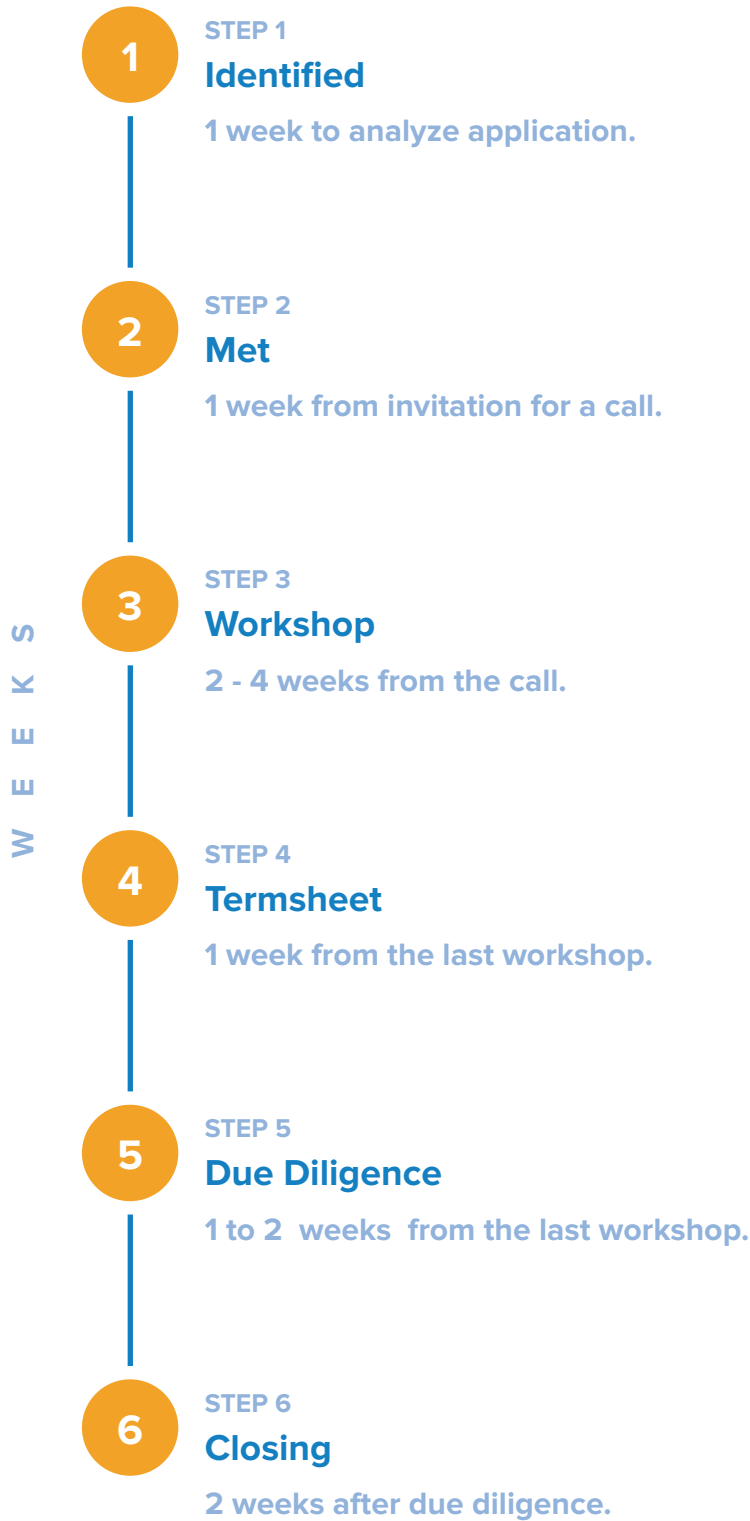 WEEKS
1
STEP 1
Identified
1 week to analyze application.
2
STEP 2
Met
1 week from invitation for a call.
3
STEP 3
Workshop
2 - 4 weeks from the call.
4
STEP 4
Termsheet
1 week from the last workshop.
5
STEP 5
Due Diligence
1 to 2  weeks  from the last workshop.
6
STEP 6
Closing
2 weeks after due diligence.